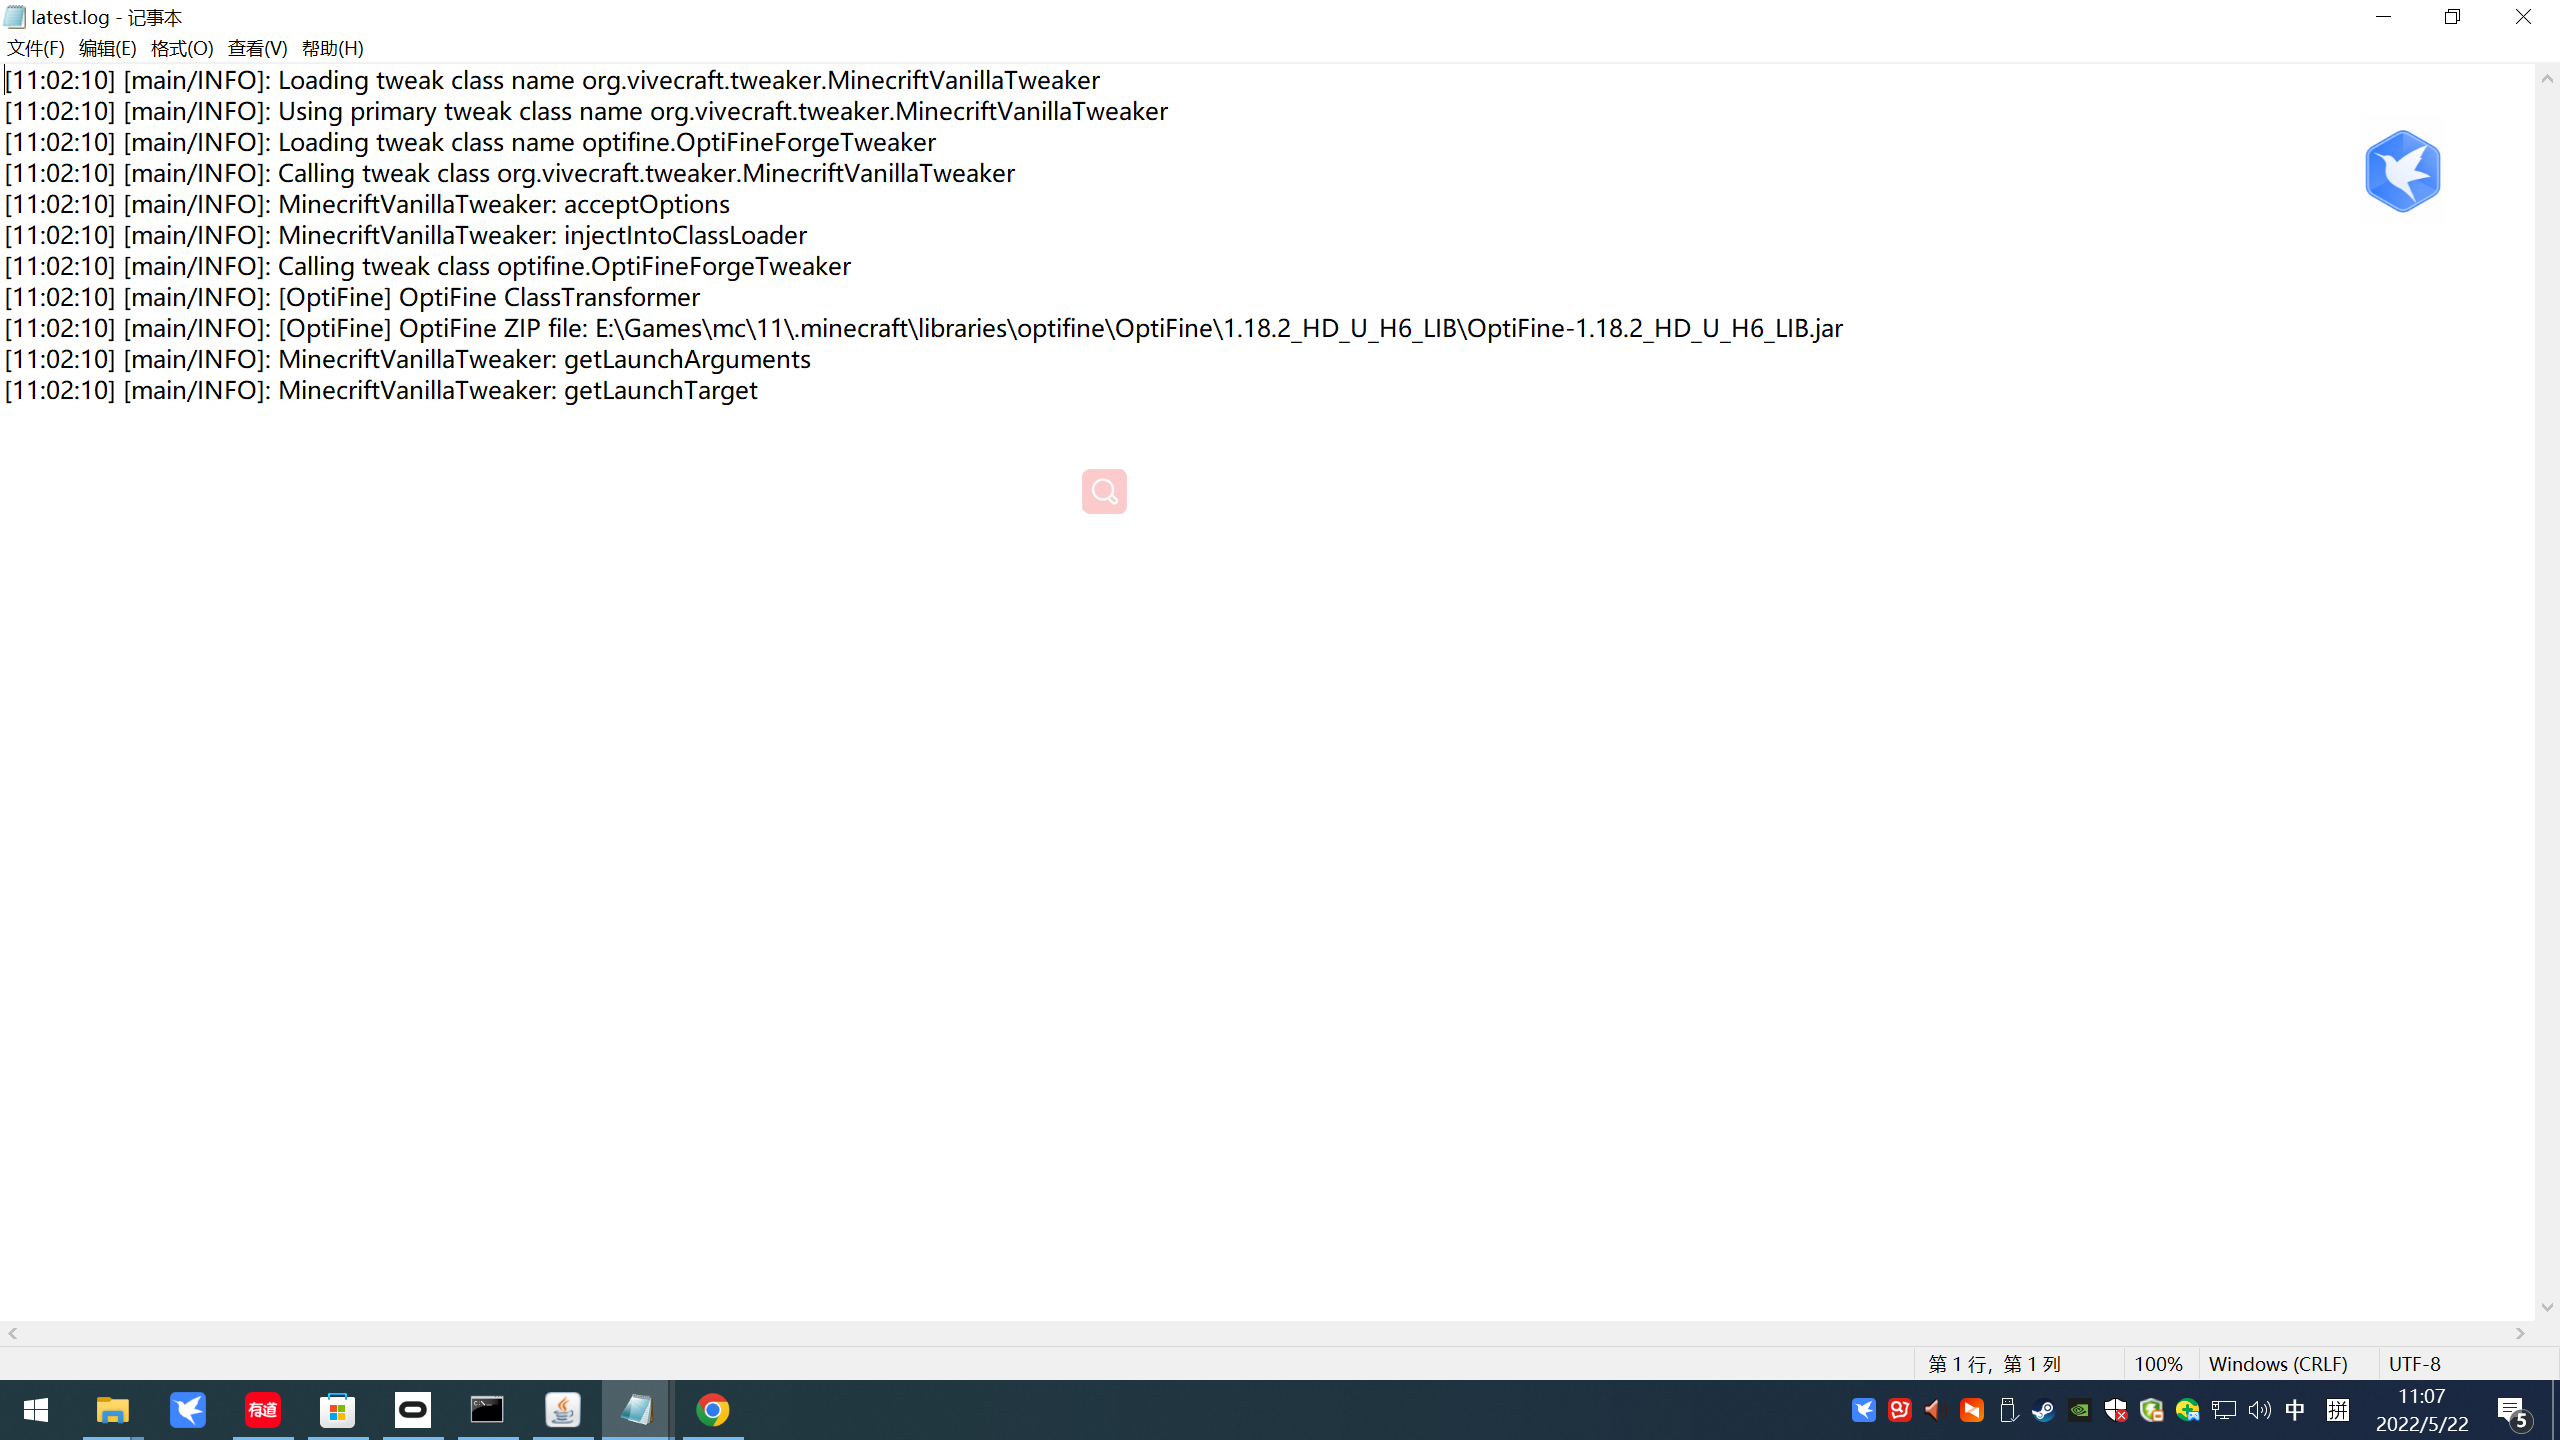 latest.log - 记事本
文件(F) 编辑(E) 格式(O) 查看(V) 帮助(H)
[11:02:10] [main/INFO]: Loading tweak class name org.vivecraft.tweaker.MinecriftVanillaTweaker
[11:02:10] [main/INFO]: Using primary tweak class name org.vivecraft.tweaker.MinecriftVanillaTweaker
[11:02:10] [main/INFO]: Loading tweak class name optifine.OptiFineForgeTweaker
[11:02:10] [main/INFO]: Calling tweak class org.vivecraft.tweaker.MinecriftVanillaTweaker
[11:02:10] [main/INFO]: MinecriftVanillaTweaker: acceptOptions
[11:02:10] [main/INFO]: MinecriftVanillaTweaker: injectIntoClassLoader
[11:02:10] [main/INFO]: Calling tweak class optifine.OptiFineForgeTweaker
[11:02:10] [main/INFO]: [OptiFine] OptiFine ClassTransformer
[11:02:10] [main/INFO]: [OptiFine] OptiFine ZIP file: E:\Games\mc\11\.minecraft\libraries\optifine\OptiFine\1.18.2_HD_U_H6_LIB\OptiFine-1.18.2_HD_U_H6_LIB.jar
[11:02:10] [main/INFO]: MinecriftVanillaTweaker: getLaunchArguments
[11:02:10] [main/INFO]: MinecriftVanillaTweaker: getLaunchTarget
第 1 行，第 1 列 100% Windows (CRLF) UTF-8
有道
中 拼
11:07
2022/5/22
5